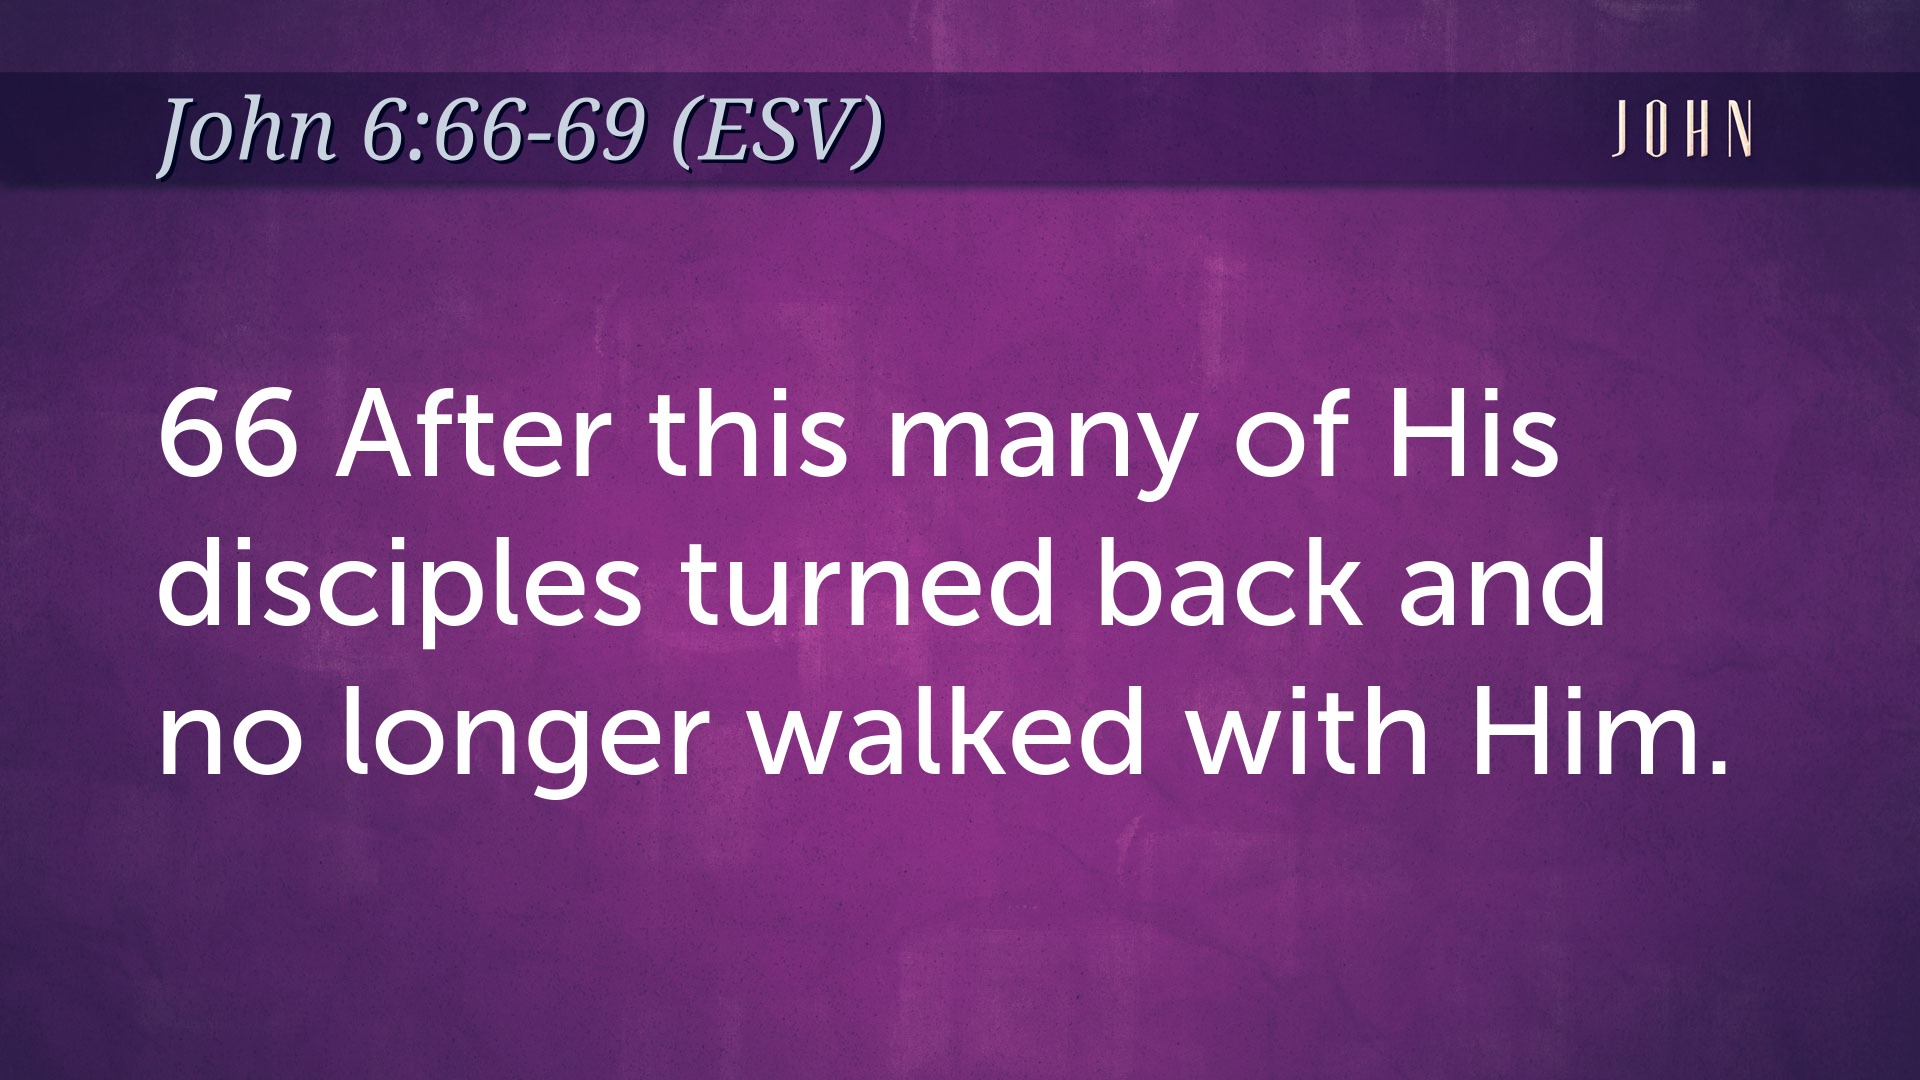 John 6:66-69 (ESV)
JOHN
66 After this many of His
disciples turned back and
no longer walked with Him.